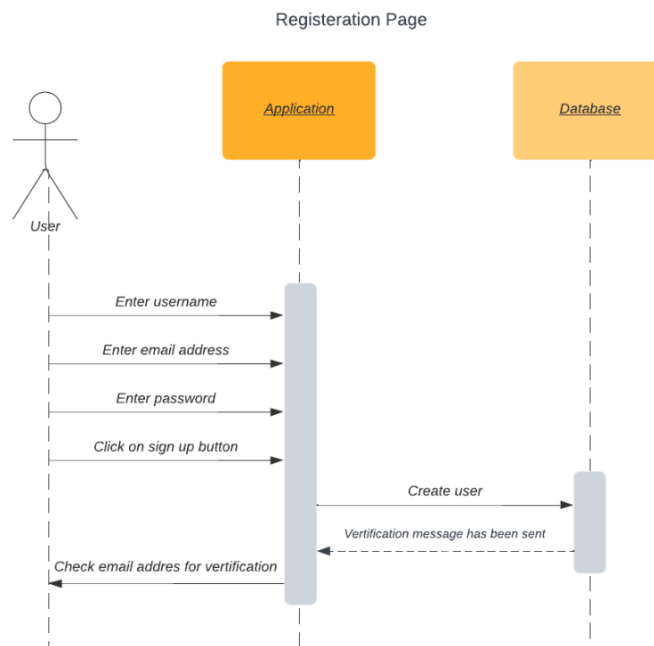 Registeration Page
Application
Database
User
Enter username
Enter email address
Enter password
Click on sign up button
Create user
Vertification message has been sent
Check email addres for vertification